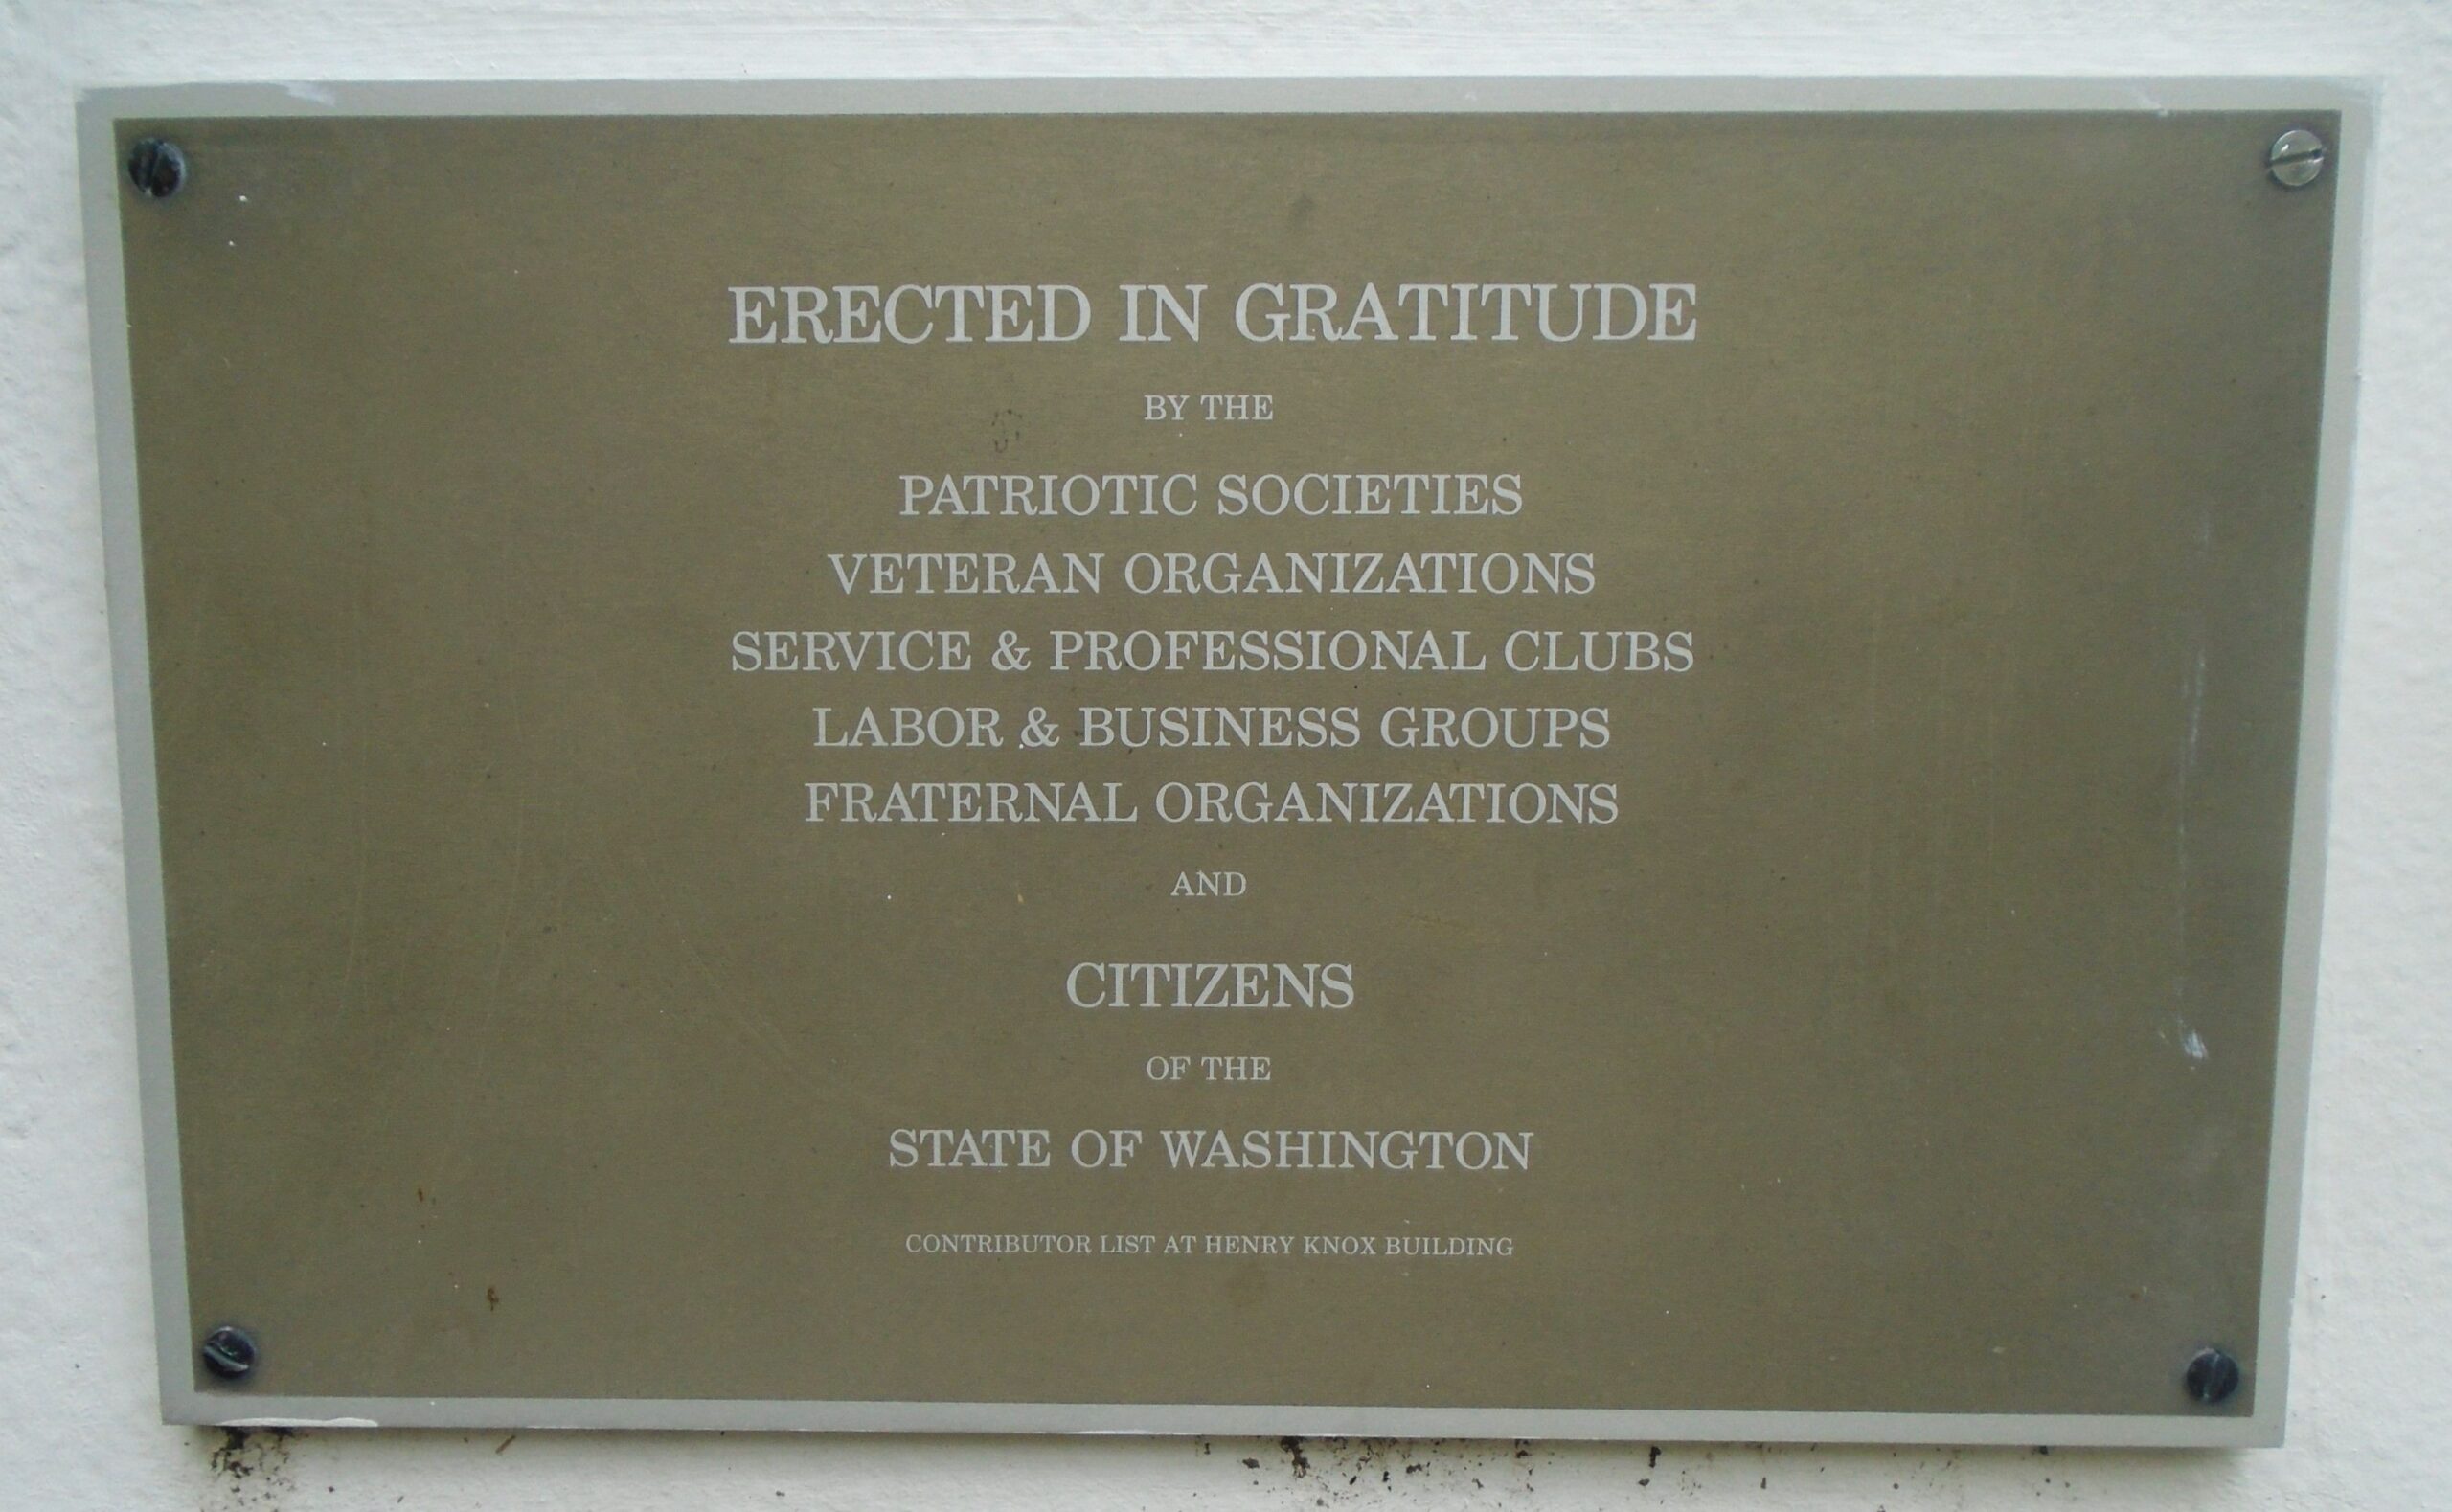 ERECTED IN GRATITUDE
BY THE
PATRIOTIC SOCIETIES
VETERAN ORGANIZATIONS
SERVICE & PROFESSIONAL CLUBS
LABOR & BUSINESS GROUPS
FRATERNAL ORGANIZATIONS
AND
CITIZENS
OF THE
STATE OF WASHINGTON
CONTRIBUTOR LIST AT HENRY KNOX BUILDING